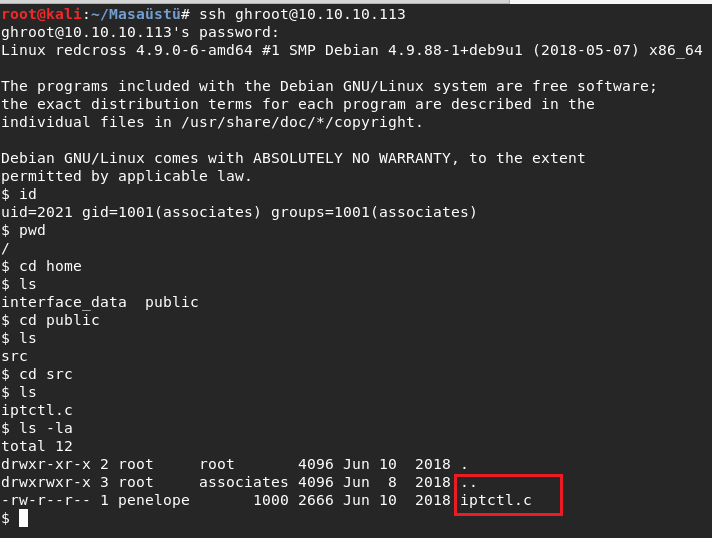 root@kali:~/Masaüstü# ssh ghroot@10.10.10.113
ghroot@10.10.10.113's password:
Linux redcross 4.9.0-6-amd64 #1 SMP Debian 4.9.88-1+deb9u1 (2018-05-07) x86_64
The programs included with the Debian GNU/Linux system are free software;
the exact distribution terms for each program are described in the
individual files in /usr/share/doc/*/copyright.
Debian GNU/Linux comes with ABSOLUTELY NO WARRANTY, to the extent
permitted by applicable law.
$ id
uid=2021 gid=1001(associates) groups=1001(associates)
$ pwd
/
$ cd home
$ ls
interface_data  public
$ cd public
$ ls
src
$ cd src
$ ls
iptctl.c
$ ls -la
total 12
drwxr-xr-x 2 root     root       4096 Jun 10  2018 .
drwxrwxr-x 3 root     associates 4096 Jun  8  2018 ..
-rw-r--r-- 1 penelope       1000 2666 Jun 10  2018 iptctl.c
$